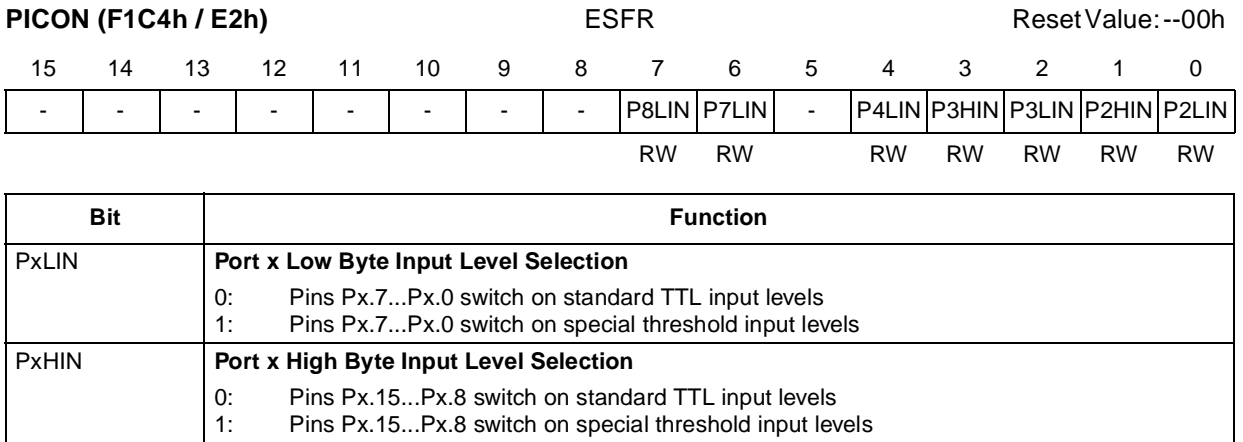 PICON (F1C4h / E2h) ESFR Reset Value: --00h
15 14 13 12 11 10 9 8 7 6 5 4 3 2 1 0
- - - - - - - - P8LIN P7LIN - P4LIN P3HIN P3LIN P2HIN P2LIN
RW RW RW RW RW RW RW
Bit Function
PxLIN Port x Low Byte Input Level Selection
0: Pins Px.7...Px.0 switch on standard TTL input levels
1: Pins Px.7...Px.0 switch on special threshold input levels
PxHIN Port x High Byte Input Level Selection
0: Pins Px.15...Px.8 switch on standard TTL input levels
1: Pins Px.15...Px.8 switch on special threshold input levels